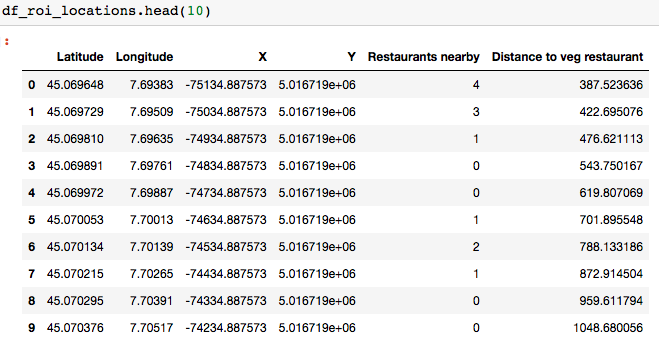 df_roi_locations.head(10)
:
Latitude Longitude X Y Restaurants nearby Distance to veg restaurant
0 45.069648 7.69383 -75134.887573 5.016719e+06 4 387.523636
1 45.069729 7.69509 -75034.887573 5.016719e+06 3 422.695076
2 45.069810 7.69635 -74934.887573 5.016719e+06 1 476.621113
3 45.069891 7.69761 -74834.887573 5.016719e+06 0 543.750167
4 45.069972 7.69887 -74734.887573 5.016719e+06 0 619.807069
5 45.070053 7.70013 -74634.887573 5.016719e+06 1 701.895548
6 45.070134 7.70139 -74534.887573 5.016719e+06 2 788.133186
7 45.070215 7.70265 -74434.887573 5.016719e+06 1 872.914504
8 45.070295 7.70391 -74334.887573 5.016719e+06 0 959.611794
9 45.070376 7.70517 -74234.887573 5.016719e+06 0 1048.680056